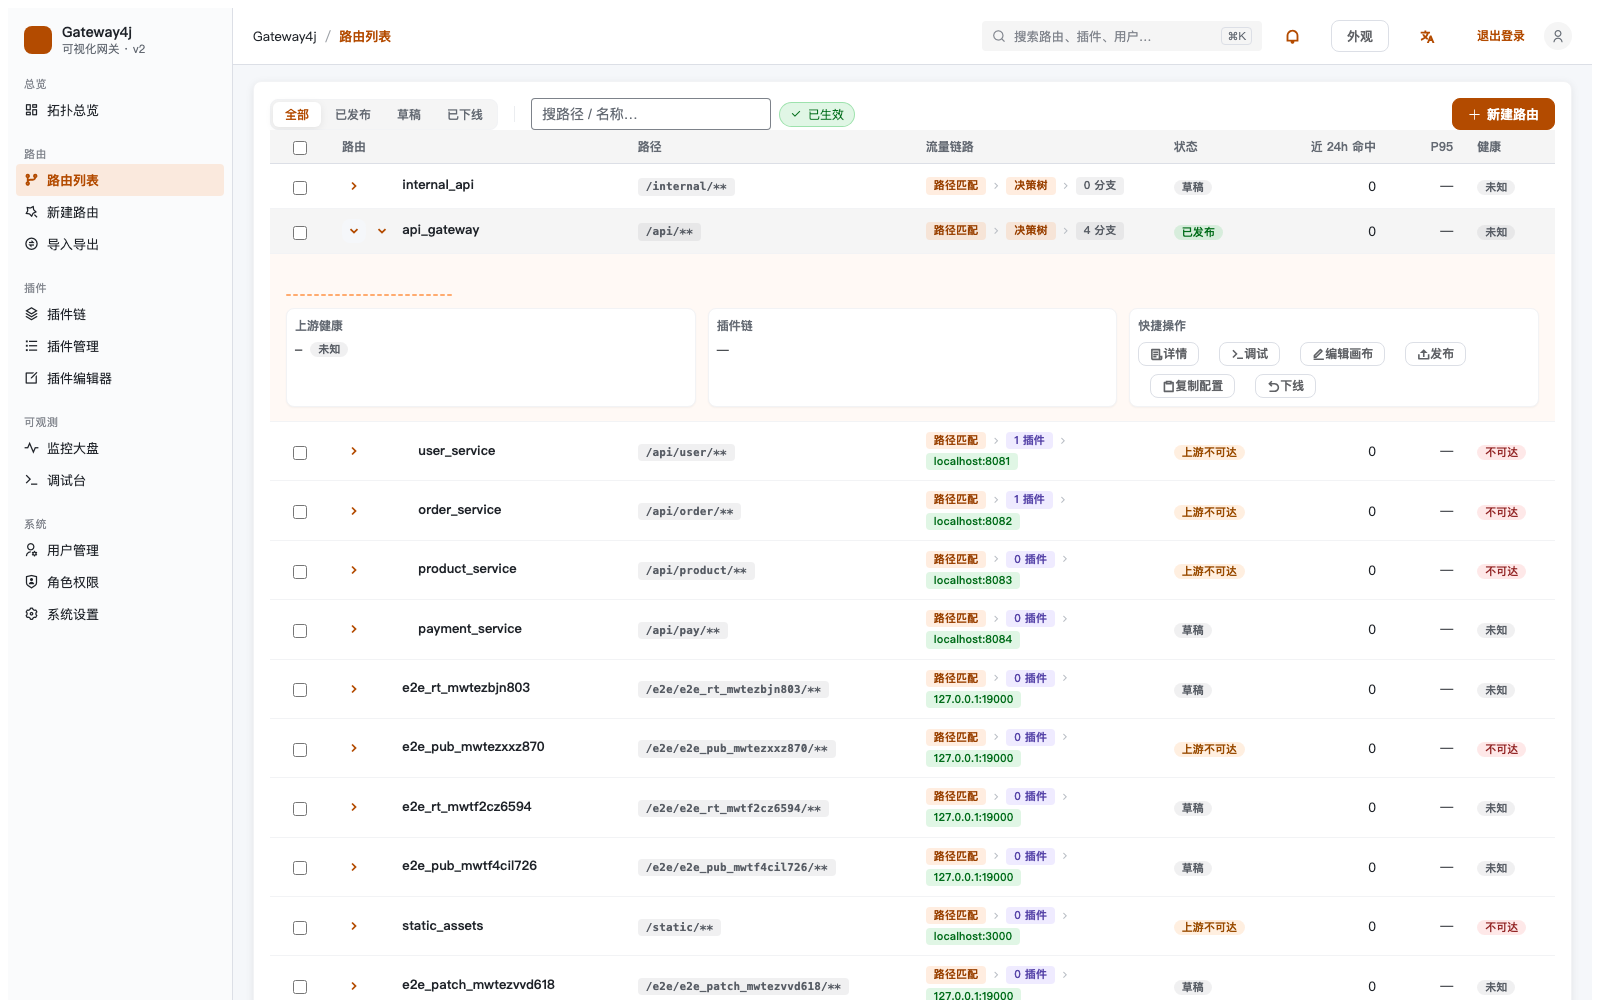 Gateway4j
可视化网关 · v2
总览
拓扑总览
路由
路由列表
新建路由
导入导出
插件
插件链
插件管理
插件编辑器
可观测
监控大盘
调试台
系统
用户管理
角色权限
系统设置
Gateway4j / 路由列表
搜索路由、插件、用户… ⌘K
外观
退出登录
全部 已发布 草稿 已下线
搜路径 / 名称…
已生效
新建路由
路由 路径 流量链路 状态 近 24h 命中 P95 健康
internal_api /internal/** 路径匹配 › 决策树 › 0 分支 草稿 0 — 未知
api_gateway /api/** 路径匹配 › 决策树 › 4 分支 已发布 0 — 未知
上游健康
– 未知
插件链
—
快捷操作
详情 调试 编辑画布 发布
复制配置 下线
user_service /api/user/** 路径匹配 › 1 插件 › 上游不可达 0 — 不可达
localhost:8081
order_service /api/order/** 路径匹配 › 1 插件 › 上游不可达 0 — 不可达
localhost:8082
product_service /api/product/** 路径匹配 › 0 插件 › 上游不可达 0 — 不可达
localhost:8083
payment_service /api/pay/** 路径匹配 › 0 插件 › 草稿 0 — 未知
localhost:8084
e2e_rt_mwtezbjn803 /e2e/e2e_rt_mwtezbjn803/** 路径匹配 › 0 插件 › 草稿 0 — 未知
127.0.0.1:19000
e2e_pub_mwtezxxz870 /e2e/e2e_pub_mwtezxxz870/** 路径匹配 › 0 插件 › 上游不可达 0 — 不可达
127.0.0.1:19000
e2e_rt_mwtf2cz6594 /e2e/e2e_rt_mwtf2cz6594/** 路径匹配 › 0 插件 › 草稿 0 — 未知
127.0.0.1:19000
e2e_pub_mwtf4cil726 /e2e/e2e_pub_mwtf4cil726/** 路径匹配 › 0 插件 › 草稿 0 — 未知
127.0.0.1:19000
static_assets /static/** 路径匹配 › 0 插件 › 上游不可达 0 — 不可达
localhost:3000
e2e_patch_mwtezvvd618 /e2e/e2e_patch_mwtezvvd618/** 路径匹配 › 0 插件 › 草稿 0 — 未知
127.0.0.1:19000